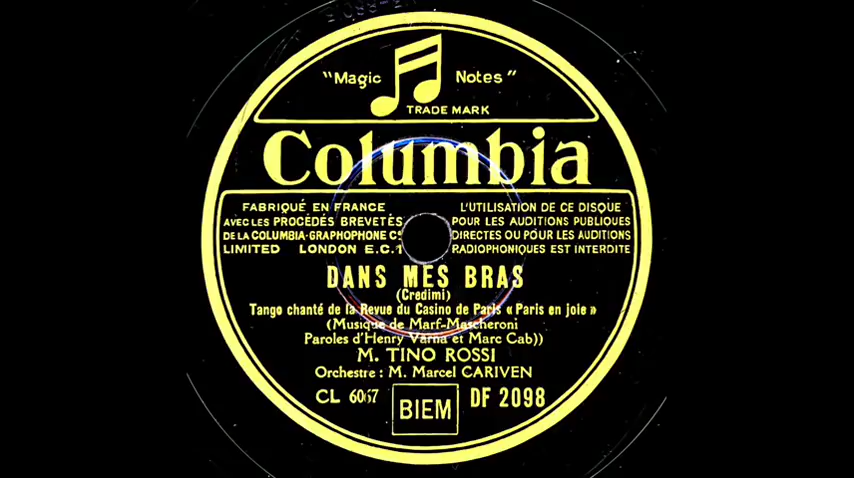 "Magic Notes"
TRADE MARK
Columbia
FABRIQUÉ EN FRANCE
AVEC LES PROCÉDÉS BREVETÉS
DE LA COLUMBIA-GRAPHOPHONE Cº
LIMITED LONDON E.C.1
L'UTILISATION DE CE DISQUE
POUR LES AUDITIONS PUBLIQUES
DIRECTES OU POUR LES AUDITIONS
RADIOPHONIQUES EST INTERDITE
DANS MES BRAS
(Credimi)
Tango chanté de la Revue du Casino de Paris « Paris en joie »
(Musique de Marf-Mascheroni
Paroles d'Henry Varna et Marc Cab))
M. TINO ROSSI
Orchestre : M. Marcel CARIVEN
CL 6067 BIEM DF 2098